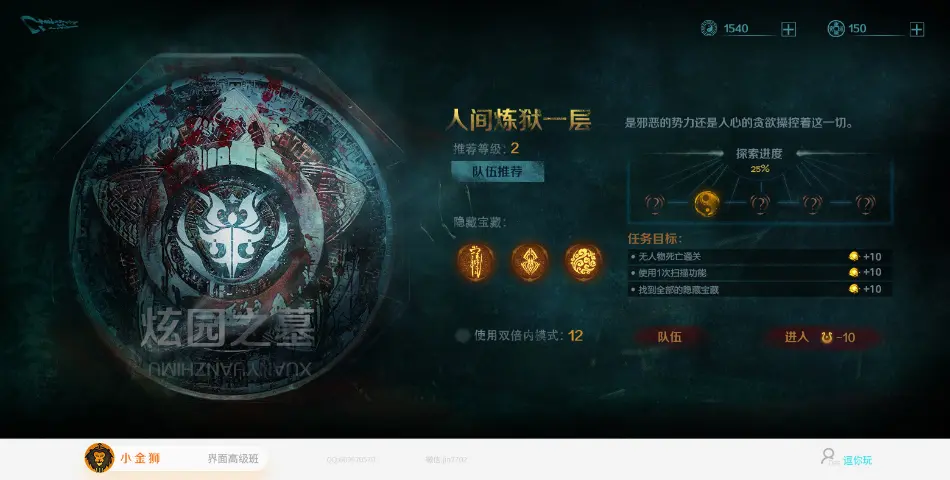 1540
150
人间炼狱一层
推荐等级：2
队伍推荐
隐藏宝藏：
使用双倍内模式：12
是邪恶的势力还是人心的贪欲操控着这一切。
探索进度
25%
任务目标：
• 无人物死亡通关 +10
• 使用1次扫描功能 +10
• 找到全部的隐藏宝藏 +10
队伍
进入 -10
炫园之墓
XUANYUANZHIMU
小金狮
界面高级班
逗你玩